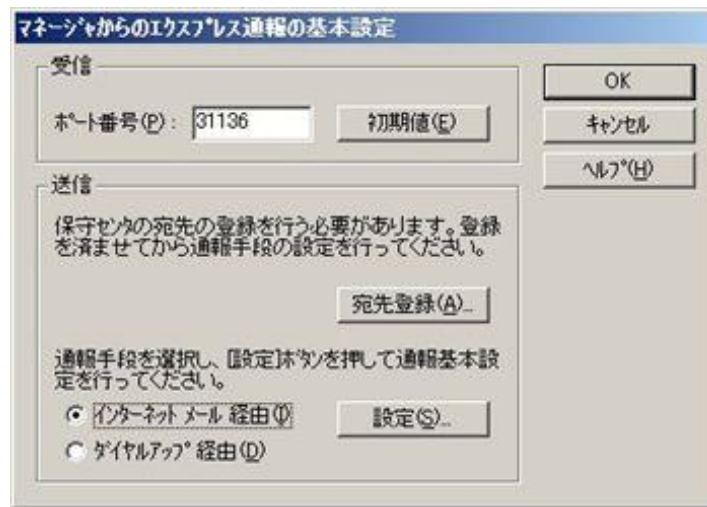 マネージャからのエクスプレス通報の基本設定
受信
ポート番号(P): 31136
初期値(E)
OK
キャンセル
ヘルプ(H)
送信
保守センタの宛先の登録を行う必要があります。登録
を済ませてから通報手段の設定を行ってください。
宛先登録(A)...
通報手段を選択し、[設定]ボタンを押して通報基本設
定を行ってください。
インターネット メール 経由(I)
設定(S)...
ダイヤルアップ 経由(D)